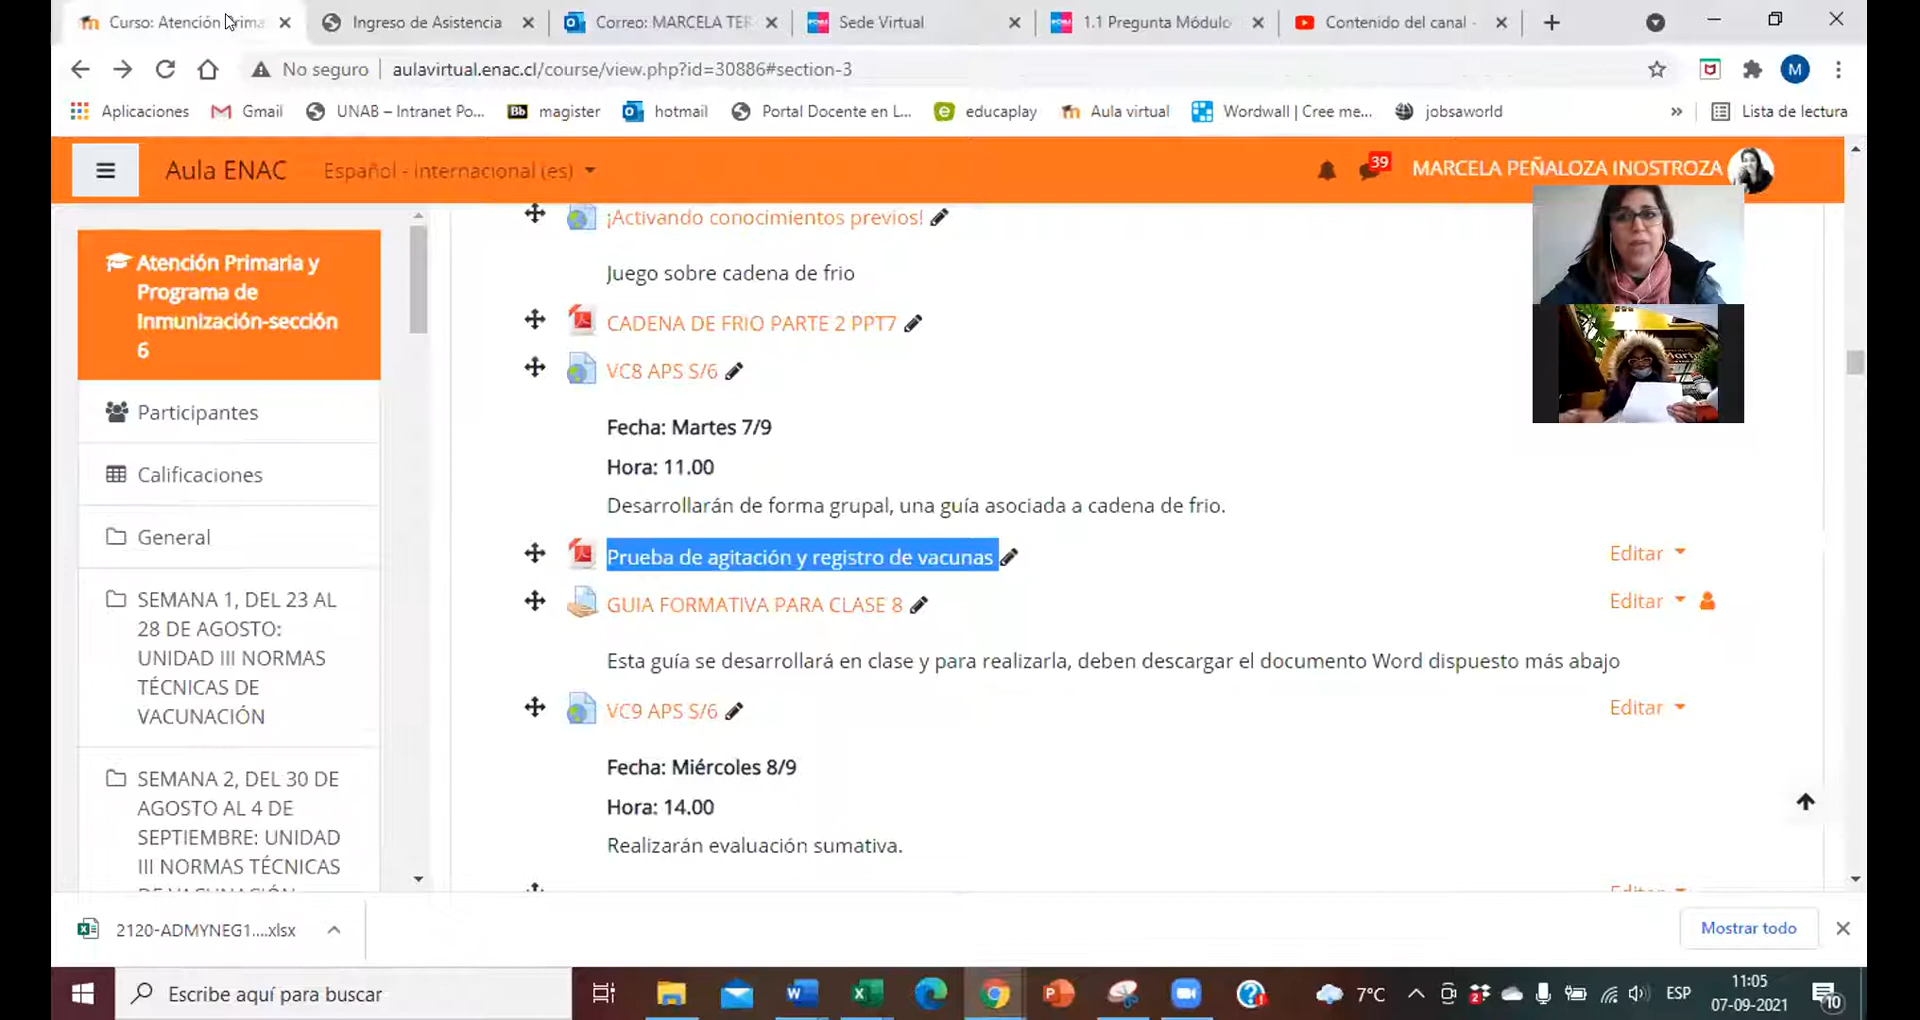 Curso: Atención Prima
Ingreso de Asistencia
Correo: MARCELA TER
Sede Virtual
1.1 Pregunta Módulo
Contenido del canal -
No seguro
aulavirtual.enac.cl/course/view.php?id=30886#section-3
M
Aplicaciones
Gmail
UNAB – Intranet Po...
Bb magister
hotmail
Portal Docente en L...
educaplay
Aula virtual
Wordwall | Cree me...
jobsaworld
»
Lista de lectura
Aula ENAC
Español - Internacional (es)
39
MARCELA PEÑALOZA INOSTROZA
Atención Primaria y
Programa de
Inmunización-sección
6
Participantes
Calificaciones
General
SEMANA 1, DEL 23 AL
28 DE AGOSTO:
UNIDAD III NORMAS
TÉCNICAS DE
VACUNACIÓN
SEMANA 2, DEL 30 DE
AGOSTO AL 4 DE
SEPTIEMBRE: UNIDAD
III NORMAS TÉCNICAS
DE VACUNACIÓN
¡Activando conocimientos previos!
Juego sobre cadena de frio
CADENA DE FRIO PARTE 2 PPT7
VC8 APS S/6
Fecha: Martes 7/9
Hora: 11.00
Desarrollarán de forma grupal, una guía asociada a cadena de frio.
Prueba de agitación y registro de vacunas
Editar
GUIA FORMATIVA PARA CLASE 8
Editar
Esta guía se desarrollará en clase y para realizarla, deben descargar el documento Word dispuesto más abajo
VC9 APS S/6
Editar
Fecha: Miércoles 8/9
Hora: 14.00
Realizarán evaluación sumativa.
Editar
2120-ADMYNEG1....xlsx
Mostrar todo
Escribe aquí para buscar
7°C
ESP
11:05
07-09-2021
10